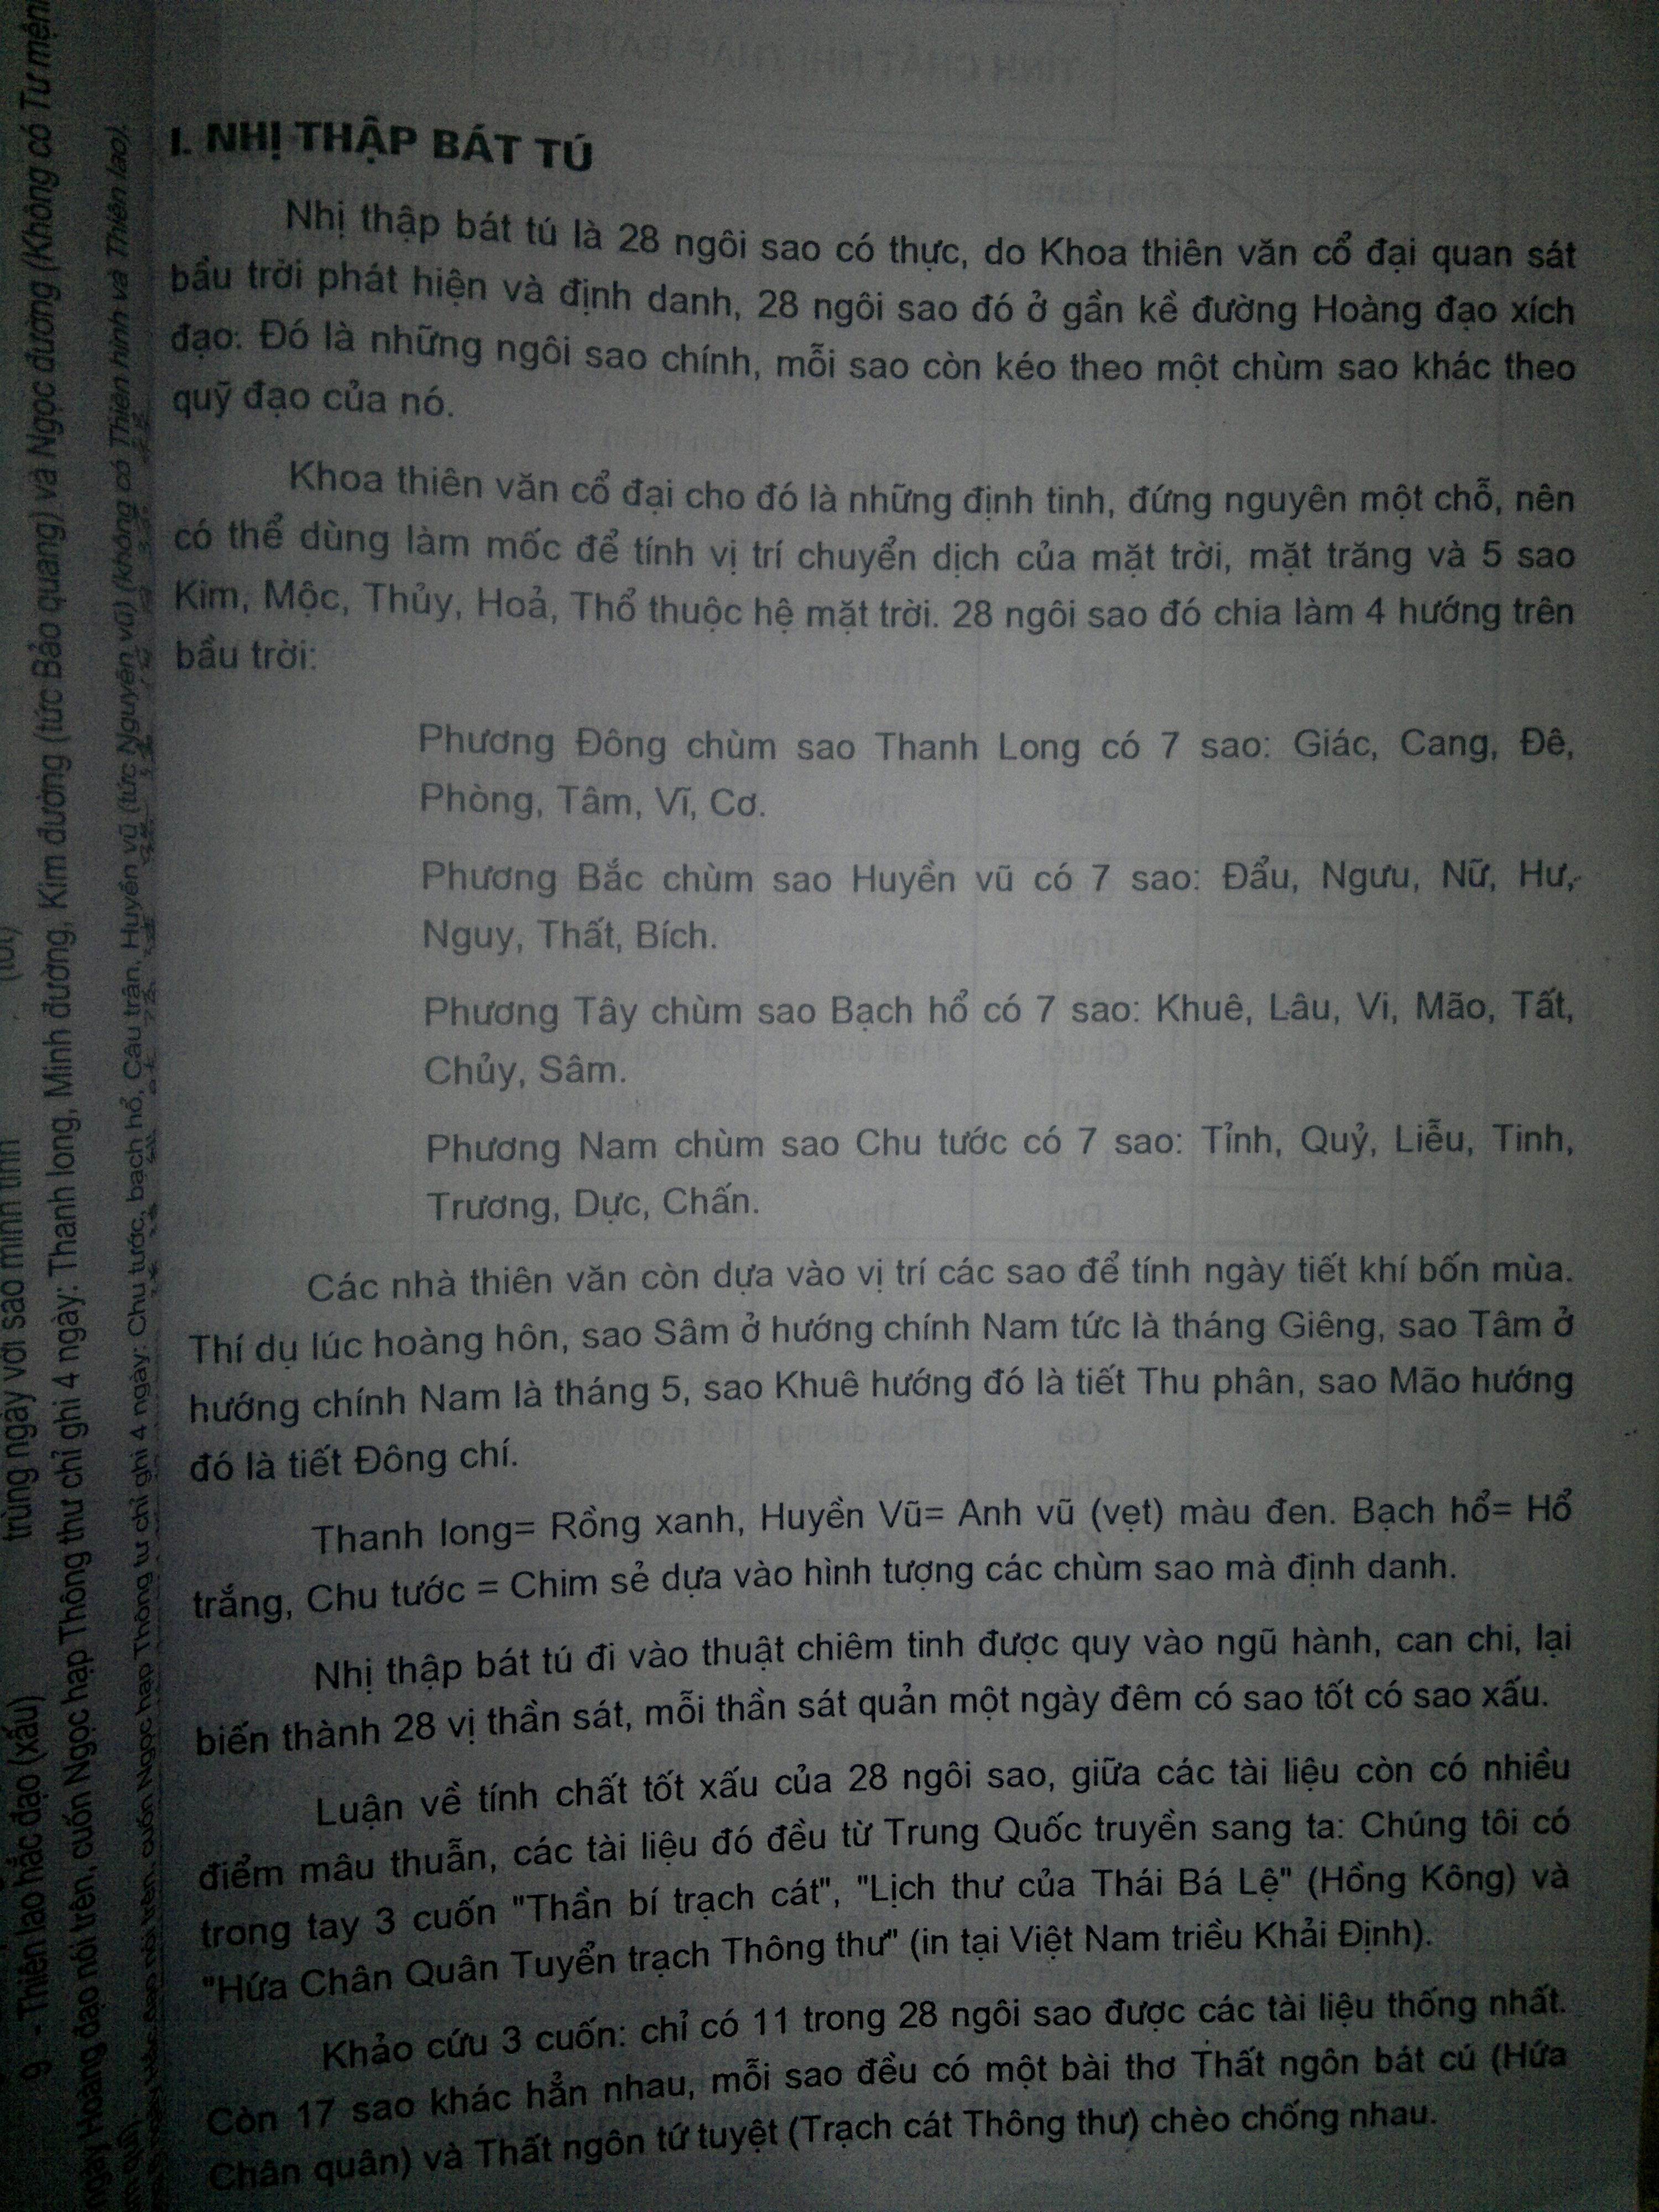 I. NHỊ THẬP BÁT TÚ
Nhị thập bát tú là 28 ngôi sao có thực, do Khoa thiên văn cổ đại quan sát
bầu trời phát hiện và định danh, 28 ngôi sao đó ở gần kề đường Hoàng đạo xích
đạo: Đó là những ngôi sao chính, mỗi sao còn kéo theo một chùm sao khác theo
quỹ đạo của nó.
Khoa thiên văn cổ đại cho đó là những định tinh, đứng nguyên một chỗ, nên
có thể dùng làm mốc để tính vị trí chuyển dịch của mặt trời, mặt trăng và 5 sao
Kim, Mộc, Thủy, Hoả, Thổ thuộc hệ mặt trời. 28 ngôi sao đó chia làm 4 hướng trên
bầu trời:
Phương Đông chùm sao Thanh Long có 7 sao: Giác, Cang, Đê,
Phòng, Tâm, Vĩ, Cơ.
Phương Bắc chùm sao Huyền vũ có 7 sao: Đẩu, Ngưu, Nữ, Hư,
Nguy, Thất, Bích.
Phương Tây chùm sao Bạch hổ có 7 sao: Khuê, Lâu, Vi, Mão, Tất,
Chủy, Sâm.
Phương Nam chùm sao Chu tước có 7 sao: Tỉnh, Quỷ, Liễu, Tinh,
Trương, Dực, Chấn.
Các nhà thiên văn còn dựa vào vị trí các sao để tính ngày tiết khí bốn mùa.
Thí dụ lúc hoàng hôn, sao Sâm ở hướng chính Nam tức là tháng Giêng, sao Tâm ở
hướng chính Nam là tháng 5, sao Khuê hướng đó là tiết Thu phân, sao Mão hướng
đó là tiết Đông chí.
Thanh long= Rồng xanh, Huyền Vũ= Anh vũ (vẹt) màu đen. Bạch hổ= Hổ
trắng, Chu tước = Chim sẻ dựa vào hình tượng các chùm sao mà định danh.
Nhị thập bát tú đi vào thuật chiêm tinh được quy vào ngũ hành, can chi, lại
biến thành 28 vị thần sát, mỗi thần sát quản một ngày đêm có sao tốt có sao xấu.
Luận về tính chất tốt xấu của 28 ngôi sao, giữa các tài liệu còn có nhiều
điểm mâu thuẫn, các tài liệu đó đều từ Trung Quốc truyền sang ta: Chúng tôi có
trong tay 3 cuốn "Thần bí trạch cát", "Lịch thư của Thái Bá Lệ" (Hồng Kông) và
"Hứa Chân Quân Tuyển trạch Thông thư" (in tại Việt Nam triều Khải Định).
Khảo cứu 3 cuốn: chỉ có 11 trong 28 ngôi sao được các tài liệu thống nhất.
Còn 17 sao khác hẳn nhau, mỗi sao đều có một bài thơ Thất ngôn bát cú (Hứa
Chân quân) và Thất ngôn tứ tuyệt (Trạch cát Thông thư) chèo chống nhau.
9 - Thiên lao hắc đạo (xấu)
trùng ngày với sao minh tinh (tốt)
ngày Hoàng đạo nói trên, cuốn Ngọc hạp Thông thư chỉ ghi 4 ngày: Thanh long, Minh đường, Kim đường (tức Bảo quang) và Ngọc đường (Không có Tư mệnh
cuốn Ngọc hạp Thông tư chỉ ghi 4 ngày: Chu tước, bạch hổ, Câu trận, Huyền vũ (tức Nguyên vũ) (không có Thiên hình và Thiên lao).